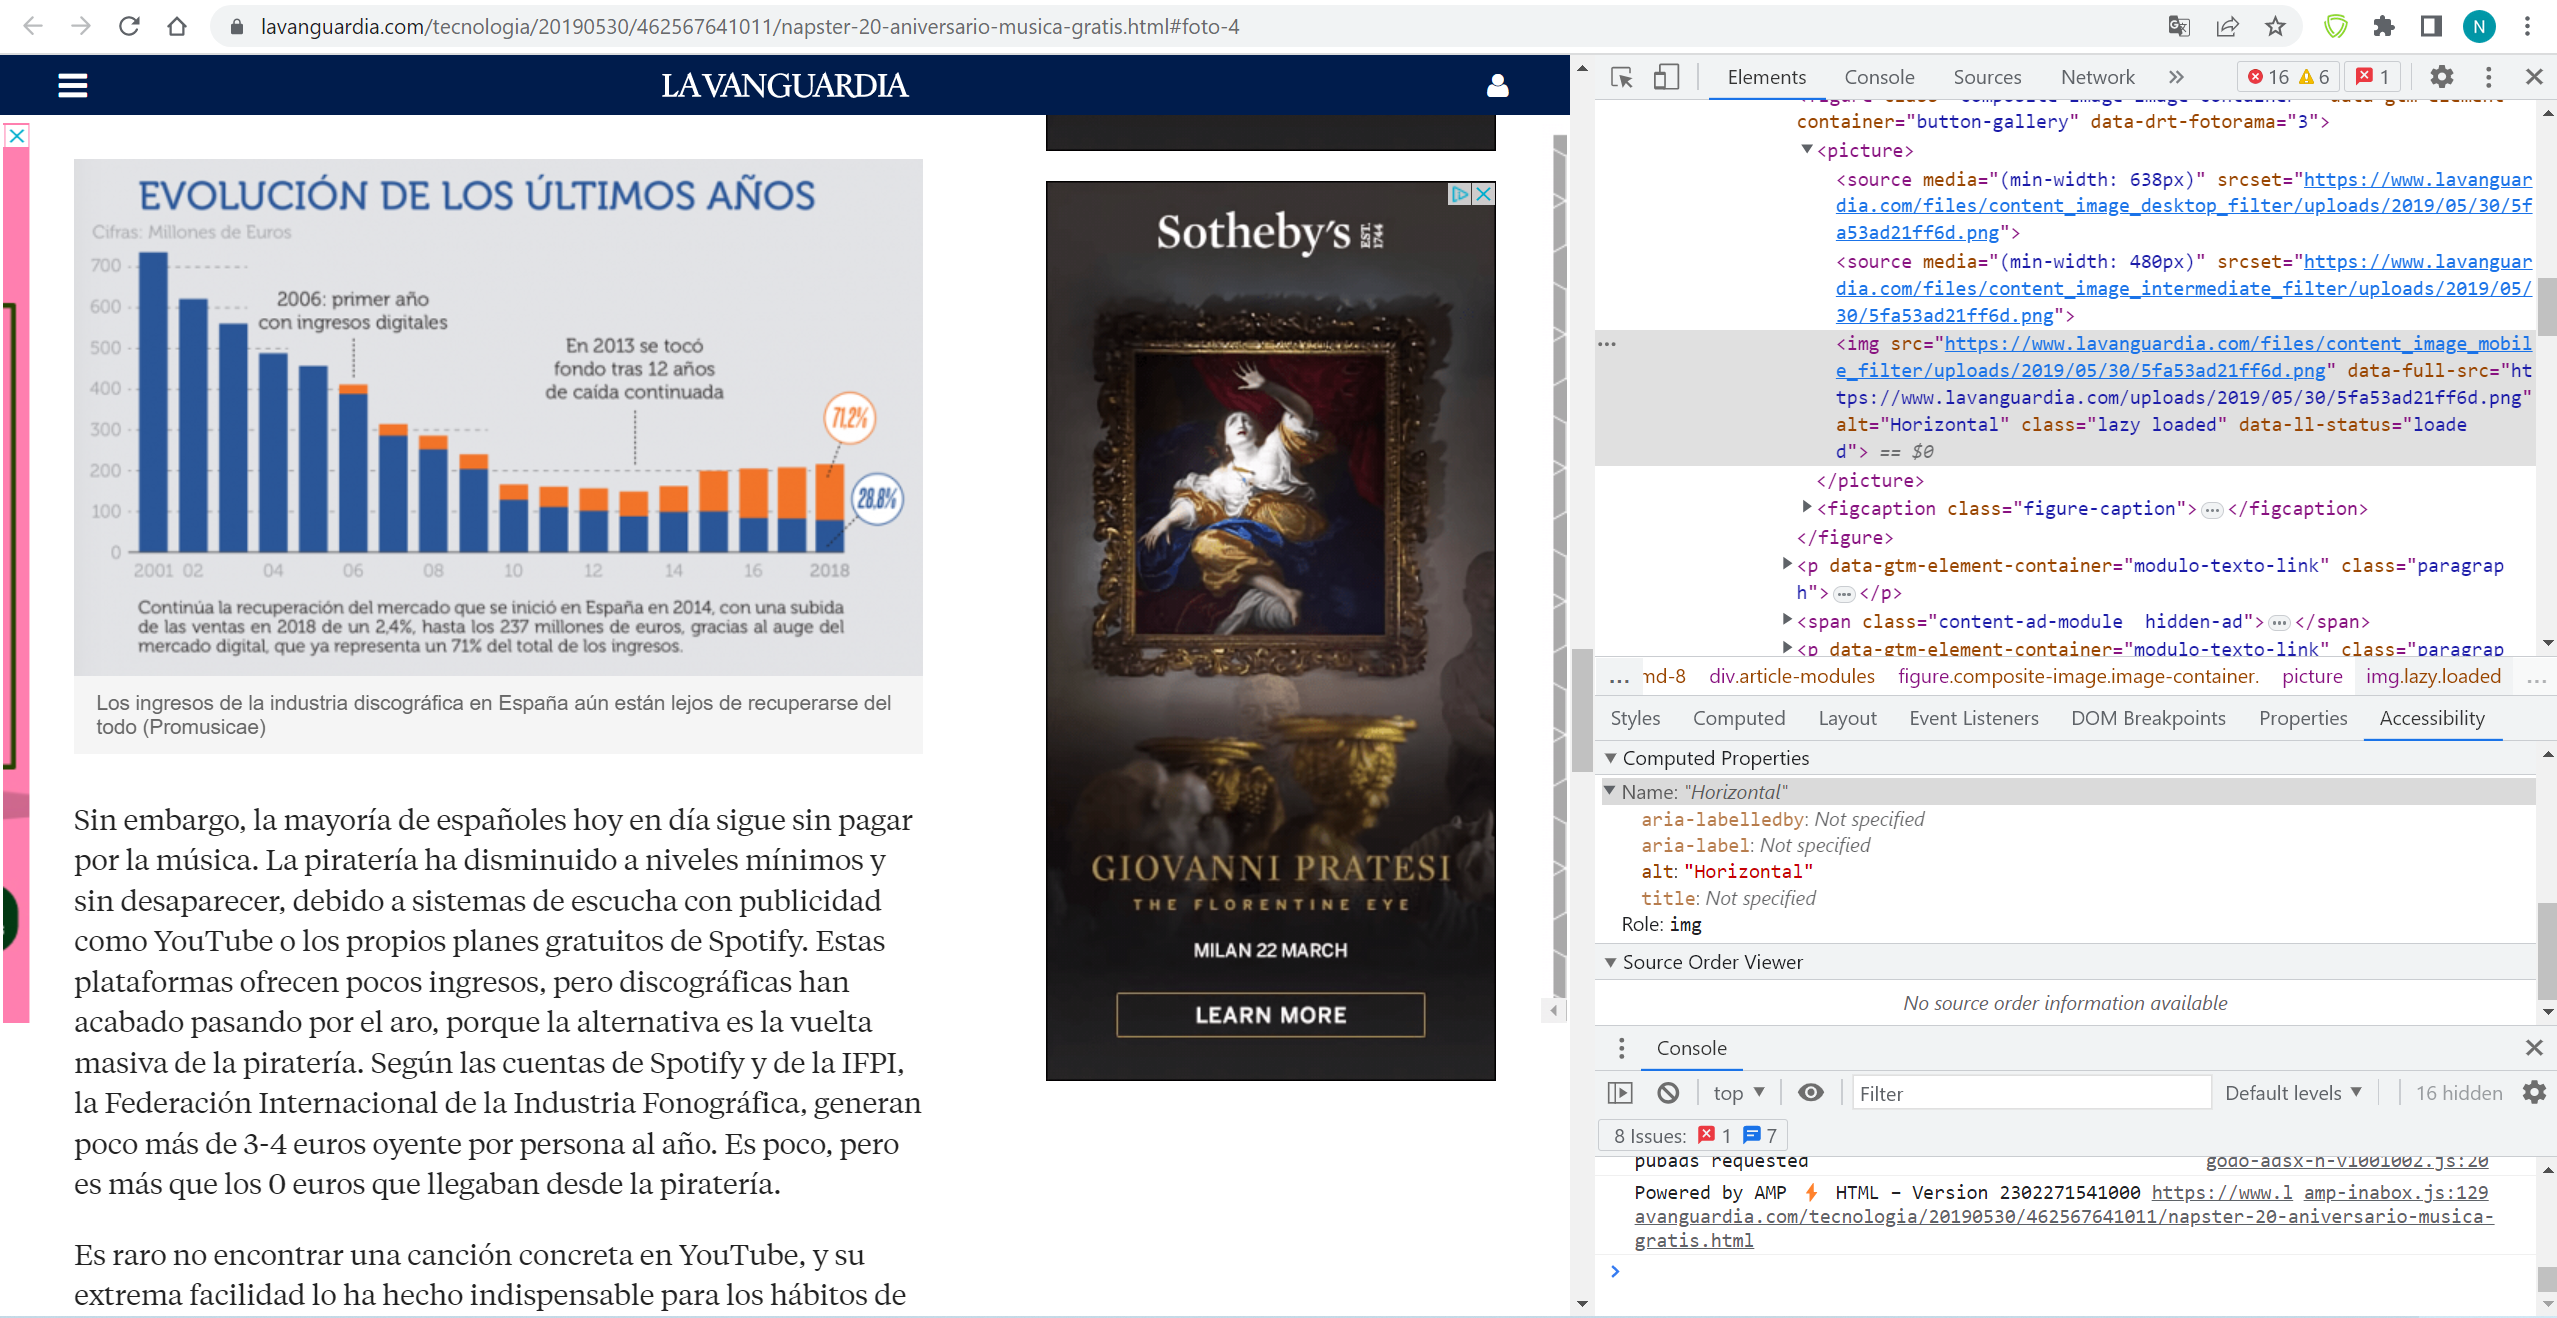 lavanguardia.com/tecnologia/20190530/462567641011/napster-20-aniversario-musica-gratis.html#foto-4
N
LA VANGUARDIA
EVOLUCIÓN DE LOS ÚLTIMOS AÑOS
Cifras: Millones de Euros
700
600
500
400
300
200
100
0
2006: primer año
con ingresos digitales
En 2013 se tocó
fondo tras 12 años
de caída continuada
71,2%
28,8%
2001 02 04 06 08 10 12 14 16 2018
Continúa la recuperación del mercado que se inició en España en 2014, con una subida
de las ventas en 2018 de un 2,4%, hasta los 237 millones de euros, gracias al auge del
mercado digital, que ya representa un 71% del total de los ingresos.
Los ingresos de la industria discográfica en España aún están lejos de recuperarse del
todo (Promusicae)
Sin embargo, la mayoría de españoles hoy en día sigue sin pagar
por la música. La piratería ha disminuido a niveles mínimos y
sin desaparecer, debido a sistemas de escucha con publicidad
como YouTube o los propios planes gratuitos de Spotify. Estas
plataformas ofrecen pocos ingresos, pero discográficas han
acabado pasando por el aro, porque la alternativa es la vuelta
masiva de la piratería. Según las cuentas de Spotify y de la IFPI,
la Federación Internacional de la Industria Fonográfica, generan
poco más de 3-4 euros oyente por persona al año. Es poco, pero
es más que los 0 euros que llegaban desde la piratería.
Es raro no encontrar una canción concreta en YouTube, y su
extrema facilidad lo ha hecho indispensable para los hábitos de
Sotheby's EST. 1744
GIOVANNI PRATESI
THE FLORENTINE EYE
MILAN 22 MARCH
LEARN MORE
Elements Console Sources Network » 16 6 1
container="button-gallery" data-drt-fotorama="3">
<picture>
<source media="(min-width: 638px)" srcset="https://www.lavanguar
dia.com/files/content_image_desktop_filter/uploads/2019/05/30/5f
a53ad21ff6d.png">
<source media="(min-width: 480px)" srcset="https://www.lavanguar
dia.com/files/content_image_intermediate_filter/uploads/2019/05/
30/5fa53ad21ff6d.png">
<img src="https://www.lavanguardia.com/files/content_image_mobil
e_filter/uploads/2019/05/30/5fa53ad21ff6d.png" data-full-src="ht
tps://www.lavanguardia.com/uploads/2019/05/30/5fa53ad21ff6d.png"
alt="Horizontal" class="lazy loaded" data-ll-status="loade
d"> == $0
</picture>
<figcaption class="figure-caption">…</figcaption>
</figure>
<p data-gtm-element-container="modulo-texto-link" class="paragrap
h">…</p>
<span class="content-ad-module  hidden-ad">…</span>
<p data-gtm-element-container="modulo-texto-link" class="paragrap
… md-8 div.article-modules figure.composite-image.image-container. picture img.lazy.loaded …
Styles Computed Layout Event Listeners DOM Breakpoints Properties Accessibility
Computed Properties
Name: "Horizontal"
aria-labelledby: Not specified
aria-label: Not specified
alt: "Horizontal"
title: Not specified
Role: img
Source Order Viewer
No source order information available
Console
top Filter Default levels 16 hidden
8 Issues: 1 7
pubads requested godo-adsx-h-v1001002.js:20
Powered by AMP ⚡ HTML – Version 2302271541000 https://www.l amp-inabox.js:129
avanguardia.com/tecnologia/20190530/462567641011/napster-20-aniversario-musica-
gratis.html